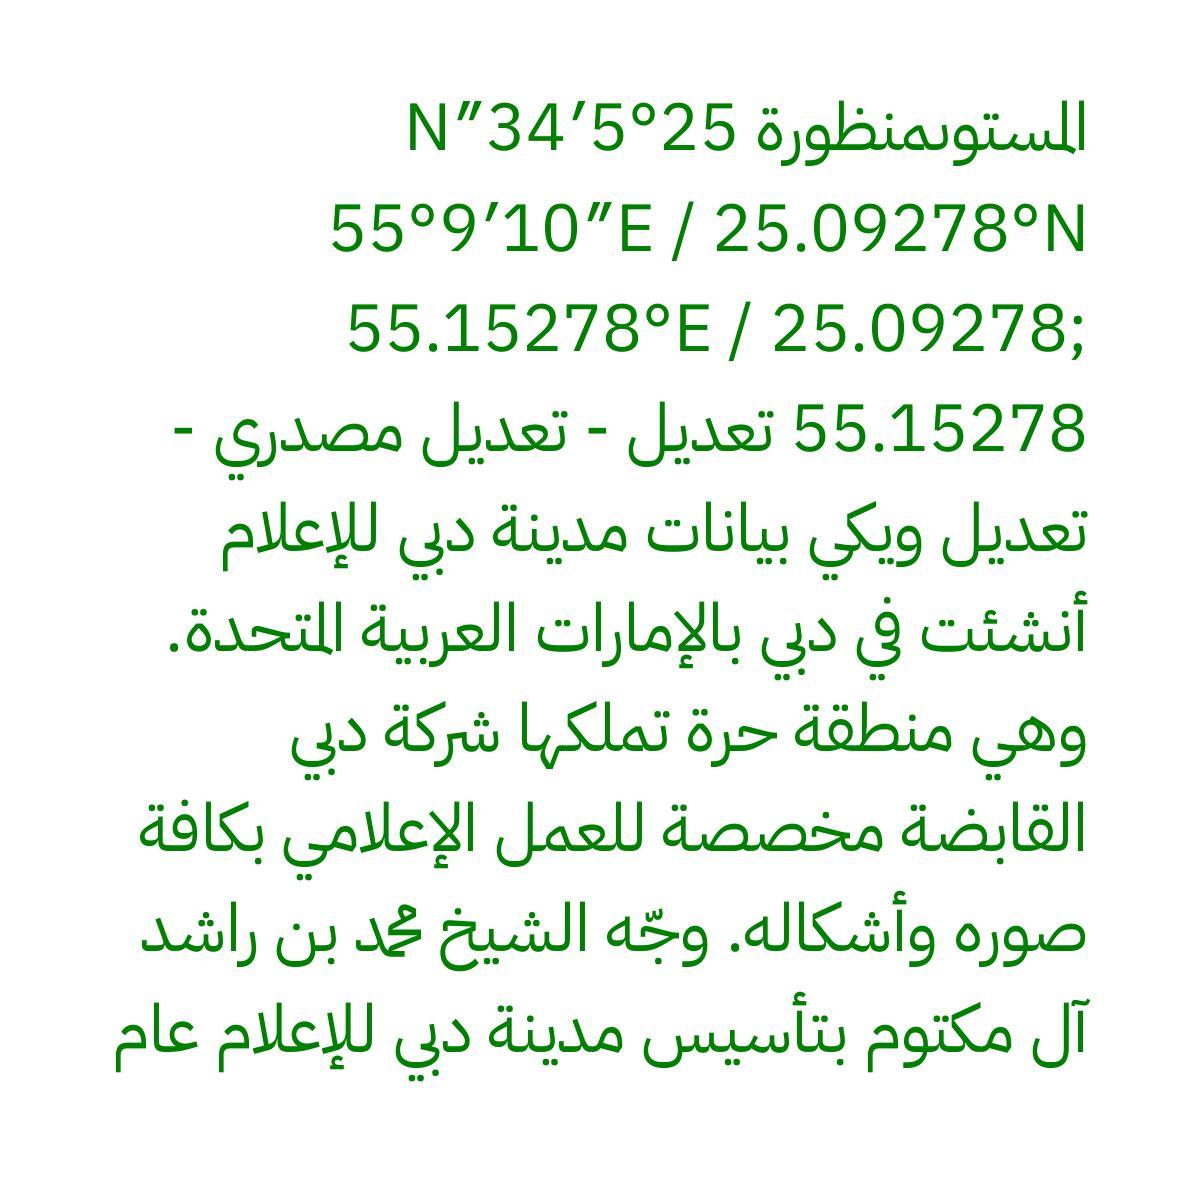 المستوىمنظورة 25°5′34″N
55°9′10″E / 25.09278°N
55.15278°E / 25.09278;
55.15278 تعديل - تعديل مصدري -
تعديل ويكي بيانات مدينة دبي للإعلام
أنشئت في دبي بالإمارات العربية المتحدة.
وهي منطقة حرة تملكها شركة دبي
القابضة مخصصة للعمل الإعلامي بكافة
صوره وأشكاله. وجّه الشيخ محمد بن راشد
آل مكتوم بتأسيس مدينة دبي للإعلام عام